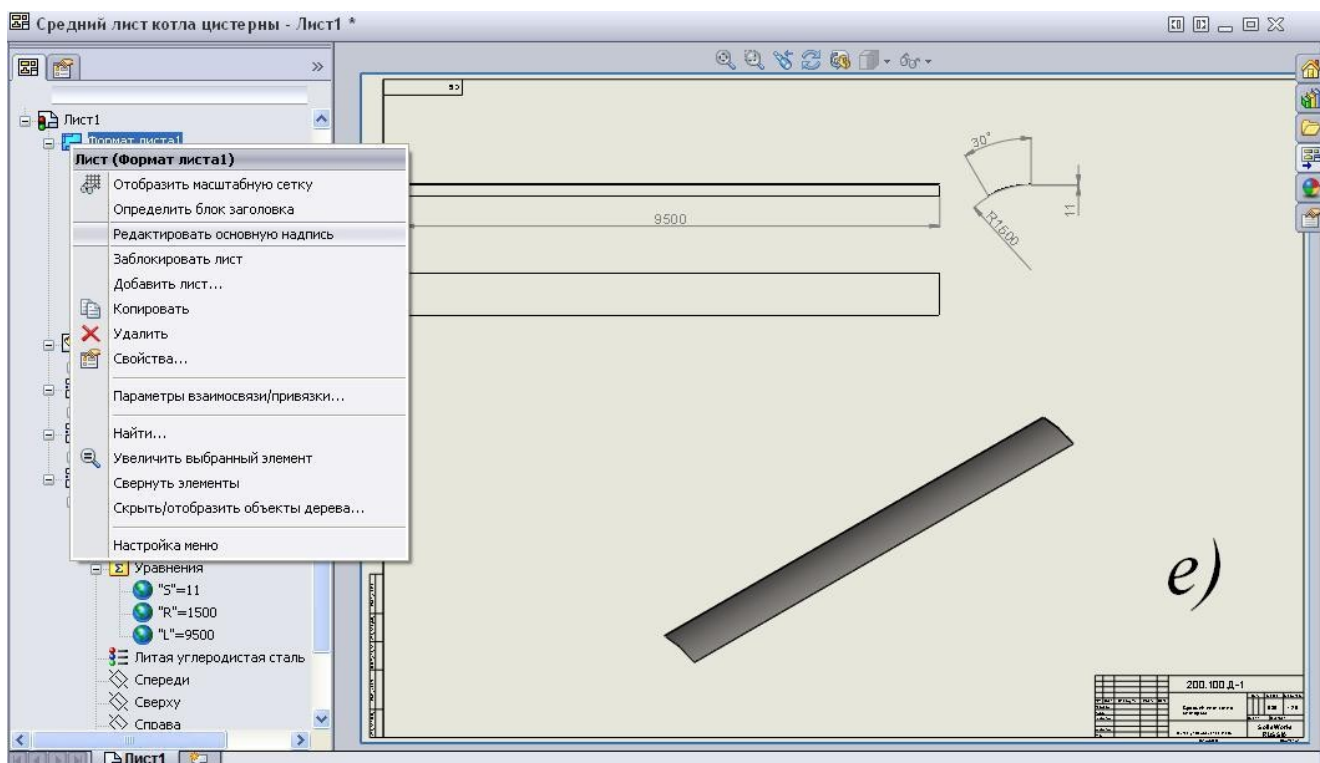 Средний лист котла цистерны - Лист1 *
Лист1
Формат листа1
Лист (Формат листа1)
Отобразить масштабную сетку
Определить блок заголовка
Редактировать основную надпись
Заблокировать лист
Добавить лист...
Копировать
Удалить
Свойства...
Параметры взаимосвязи/привязки...
Найти...
Увеличить выбранный элемент
Свернуть элементы
Скрыть/отобразить объекты дерева...
Настройка меню
Уравнения
"S"=11
"R"=1500
"L"=9500
Литая углеродистая сталь
Спереди
Сверху
Справа
Лист1
9500
30°
11
R1500
е)
200.100.Д-1
SolidWorks
Russia